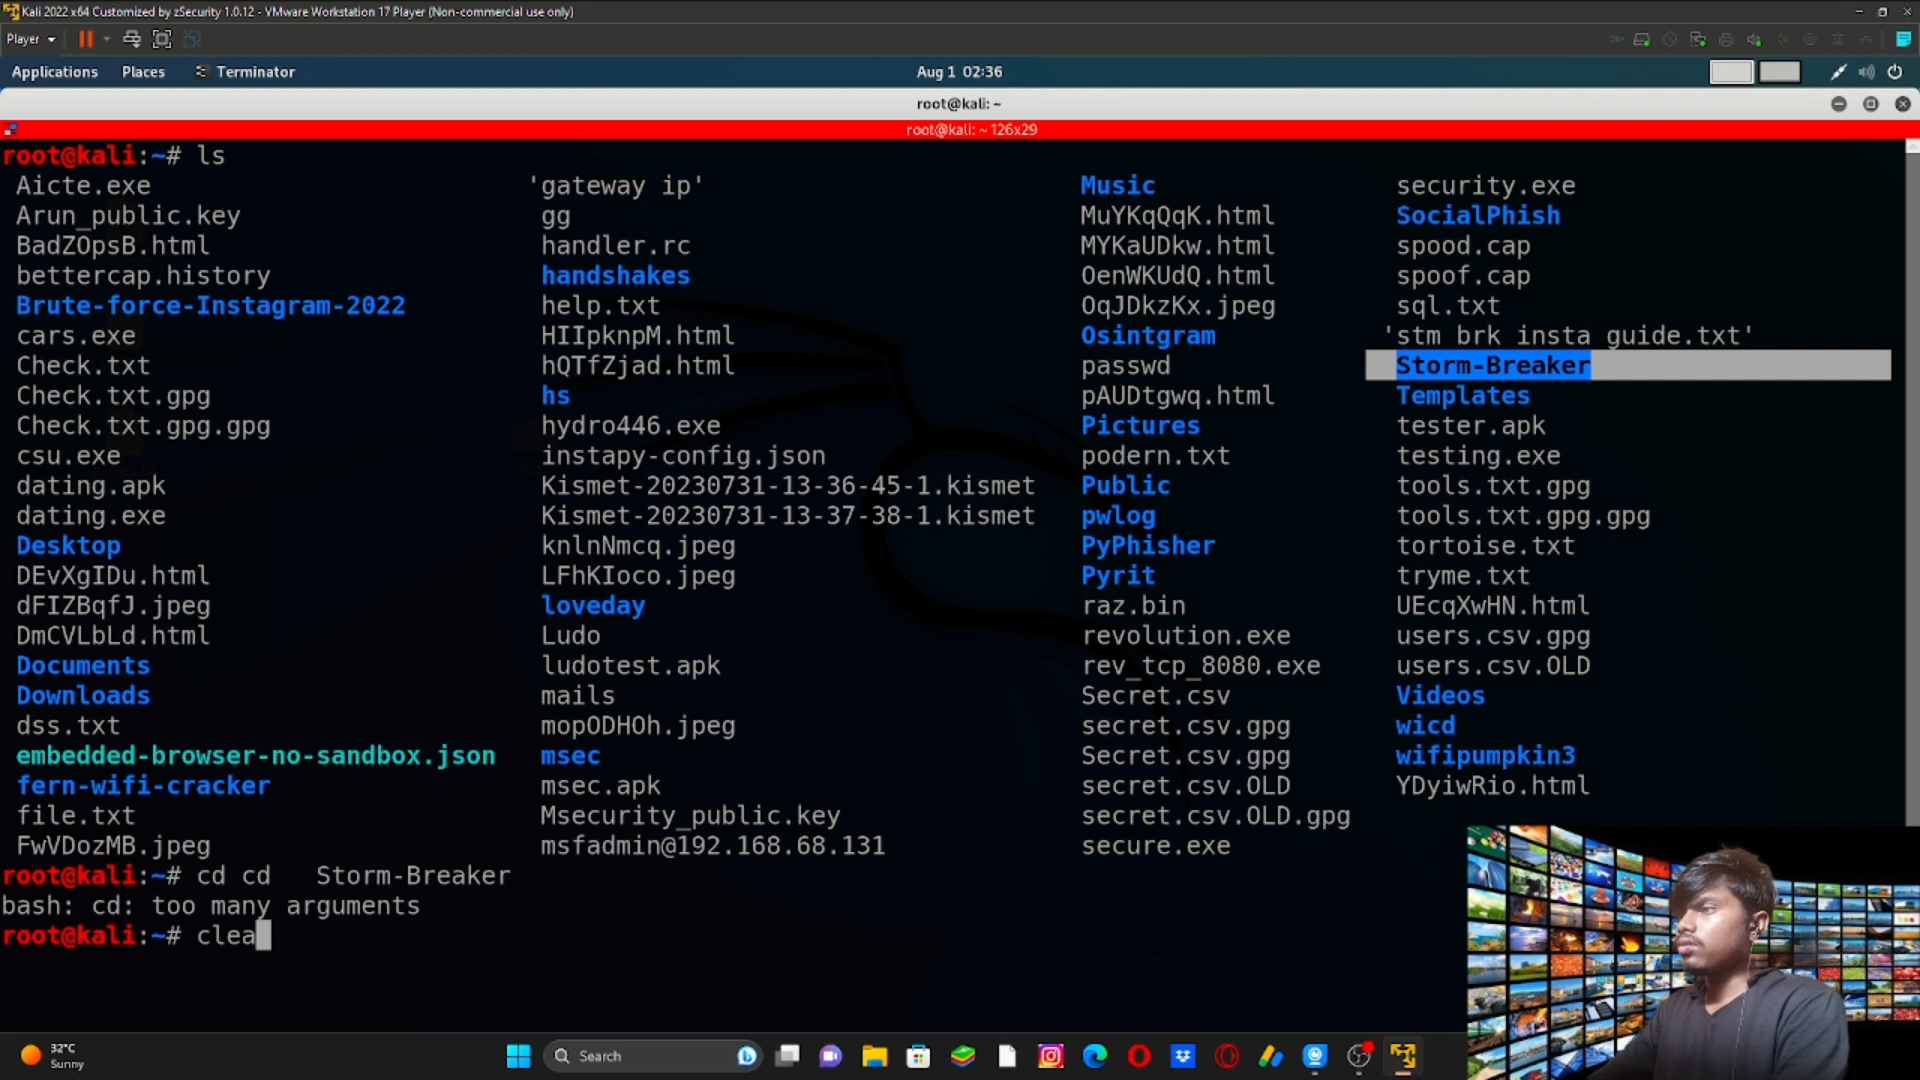 Kali 2022 x64 Customized by zSecurity 1.0.12 - VMware Workstation 17 Player (Non-commercial use only)
Player
Applications Places Terminator Aug 1 02:36
root@kali: ~
root@kali: ~ 126x29
root@kali:~# ls
Aicte.exe 'gateway ip' Music security.exe
Arun_public.key gg MuYKqQqK.html SocialPhish
BadZOpsB.html handler.rc MYKaUDkw.html spood.cap
bettercap.history handshakes OenWKUdQ.html spoof.cap
Brute-force-Instagram-2022 help.txt OqJDkzKx.jpeg sql.txt
cars.exe HIIpknpM.html Osintgram 'stm brk insta guide.txt'
Check.txt hQTfZjad.html passwd Storm-Breaker
Check.txt.gpg hs pAUDtgwq.html Templates
Check.txt.gpg.gpg hydro446.exe Pictures tester.apk
csu.exe instapy-config.json podern.txt testing.exe
dating.apk Kismet-20230731-13-36-45-1.kismet Public tools.txt.gpg
dating.exe Kismet-20230731-13-37-38-1.kismet pwlog tools.txt.gpg.gpg
Desktop knlnNmcq.jpeg PyPhisher tortoise.txt
DEvXgIDu.html LFhKIoco.jpeg Pyrit tryme.txt
dFIZBqfJ.jpeg loveday raz.bin UEcqXwHN.html
DmCVLbLd.html Ludo revolution.exe users.csv.gpg
Documents ludotest.apk rev_tcp_8080.exe users.csv.OLD
Downloads mails Secret.csv Videos
dss.txt mopODHOh.jpeg secret.csv.gpg wicd
embedded-browser-no-sandbox.json msec Secret.csv.gpg wifipumpkin3
fern-wifi-cracker msec.apk secret.csv.OLD YDyiwRio.html
file.txt Msecurity_public.key secret.csv.OLD.gpg
FwVDozMB.jpeg msfadmin@192.168.68.131 secure.exe
root@kali:~# cd cd   Storm-Breaker
bash: cd: too many arguments
root@kali:~# clea
32°C
Sunny
Search